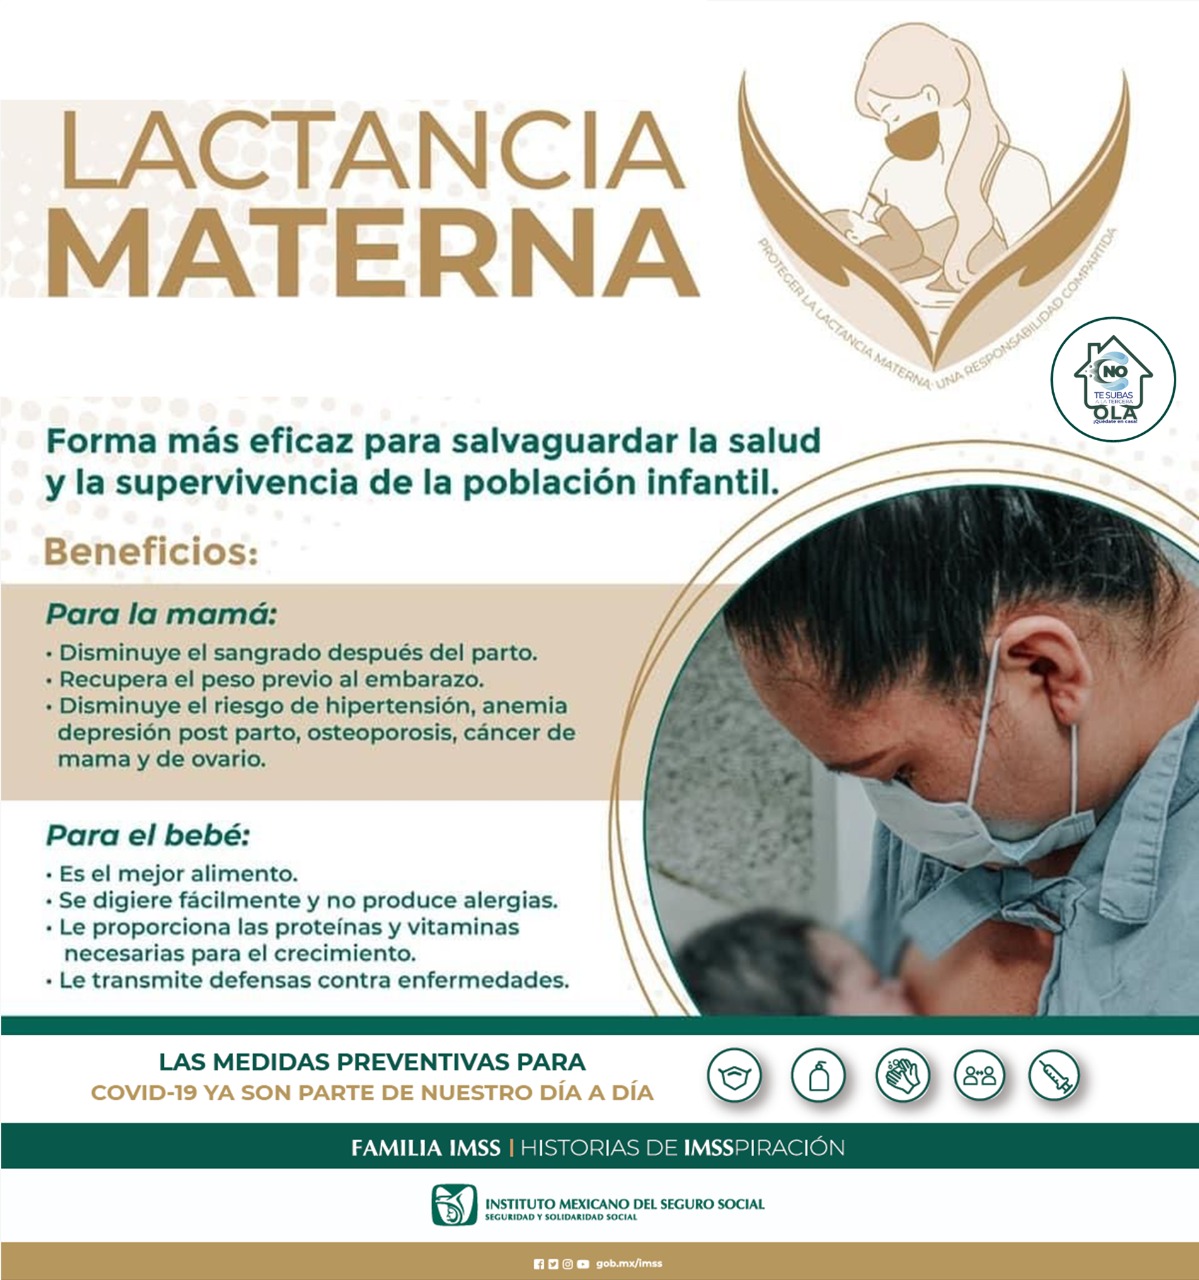 LACTANCIA
MATERNA
PROTEGER LA LACTANCIA MATERNA: UNA RESPONSABILIDAD COMPARTIDA
NO
TE SUBAS
A LA TERCERA
OLA
¡Quédate en casa!
Forma más eficaz para salvaguardar la salud
y la supervivencia de la población infantil.
Beneficios:
Para la mamá:
• Disminuye el sangrado después del parto.
• Recupera el peso previo al embarazo.
• Disminuye el riesgo de hipertensión, anemia
depresión post parto, osteoporosis, cáncer de
mama y de ovario.
Para el bebé:
• Es el mejor alimento.
• Se digiere fácilmente y no produce alergias.
• Le proporciona las proteínas y vitaminas
necesarias para el crecimiento.
• Le transmite defensas contra enfermedades.
LAS MEDIDAS PREVENTIVAS PARA
COVID-19 YA SON PARTE DE NUESTRO DÍA A DÍA
FAMILIA IMSS | HISTORIAS DE IMSSPIRACIÓN
INSTITUTO MEXICANO DEL SEGURO SOCIAL
SEGURIDAD Y SOLIDARIDAD SOCIAL
gob.mx/imss